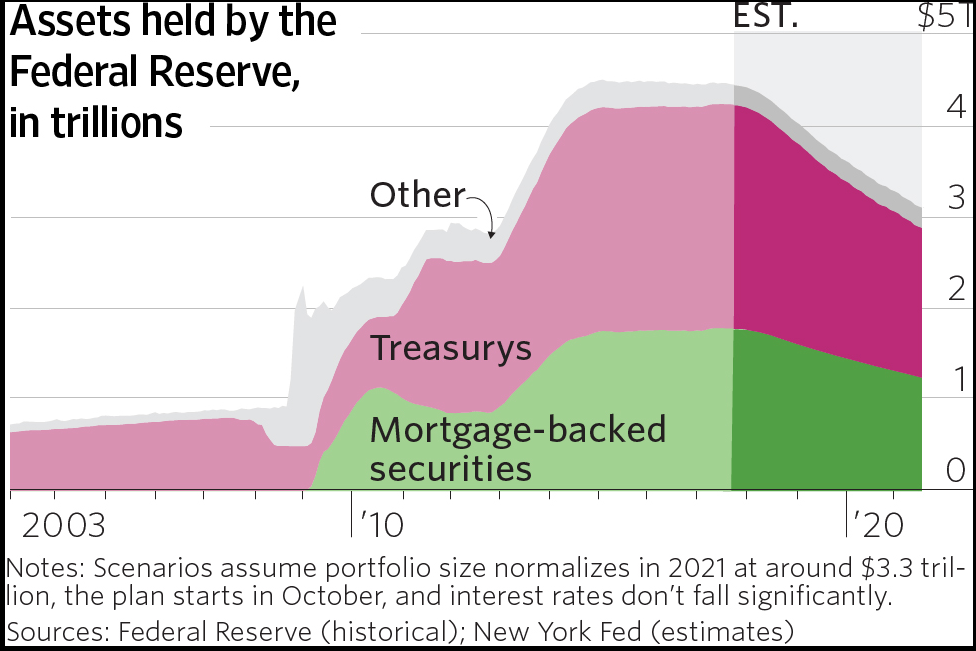 Assets held by the
Federal Reserve,
in trillions
EST.
$5T
4
Other
3
2
Treasurys
1
Mortgage-backed
securities
0
2003
'10
'20
Notes: Scenarios assume portfolio size normalizes in 2021 at around $3.3 tril-
lion, the plan starts in October, and interest rates don't fall significantly.
Sources: Federal Reserve (historical); New York Fed (estimates)